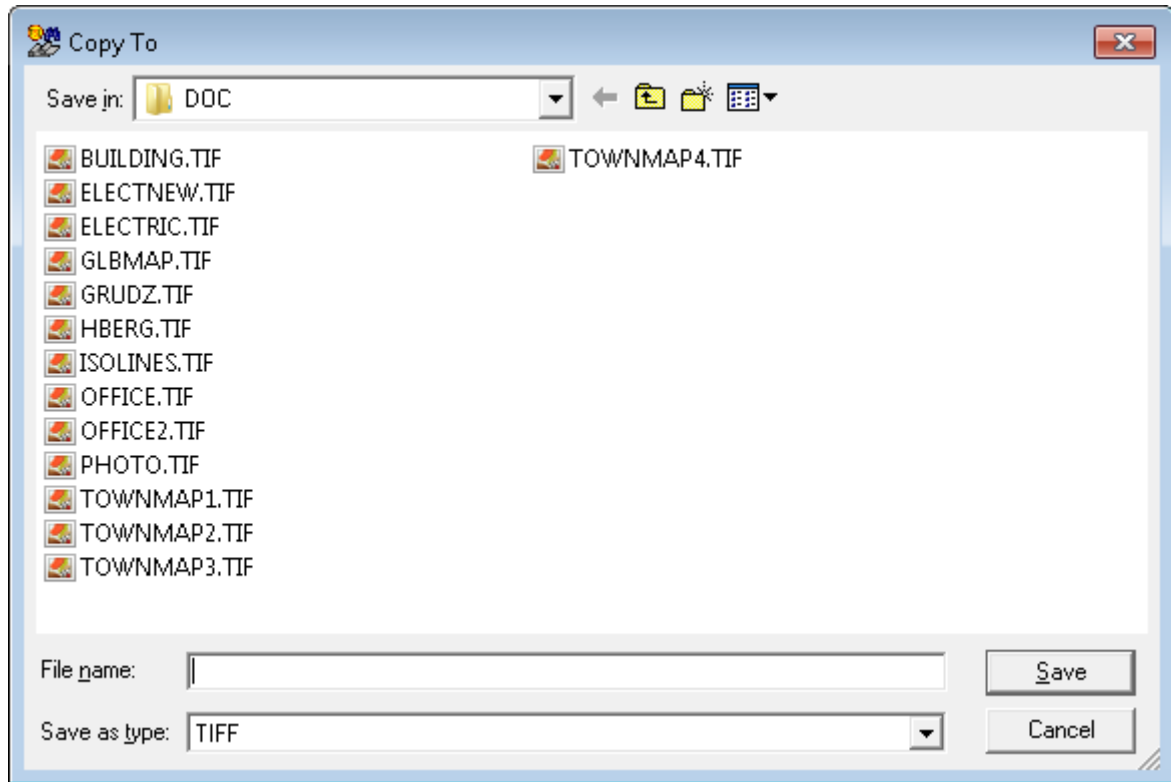 Copy To
Save in: DOC
BUILDING.TIF
ELECTNEW.TIF
ELECTRIC.TIF
GLBMAP.TIF
GRUDZ.TIF
HBERG.TIF
ISOLINES.TIF
OFFICE.TIF
OFFICE2.TIF
PHOTO.TIF
TOWNMAP1.TIF
TOWNMAP2.TIF
TOWNMAP3.TIF
TOWNMAP4.TIF
File name:
Save
Save as type: TIFF
Cancel